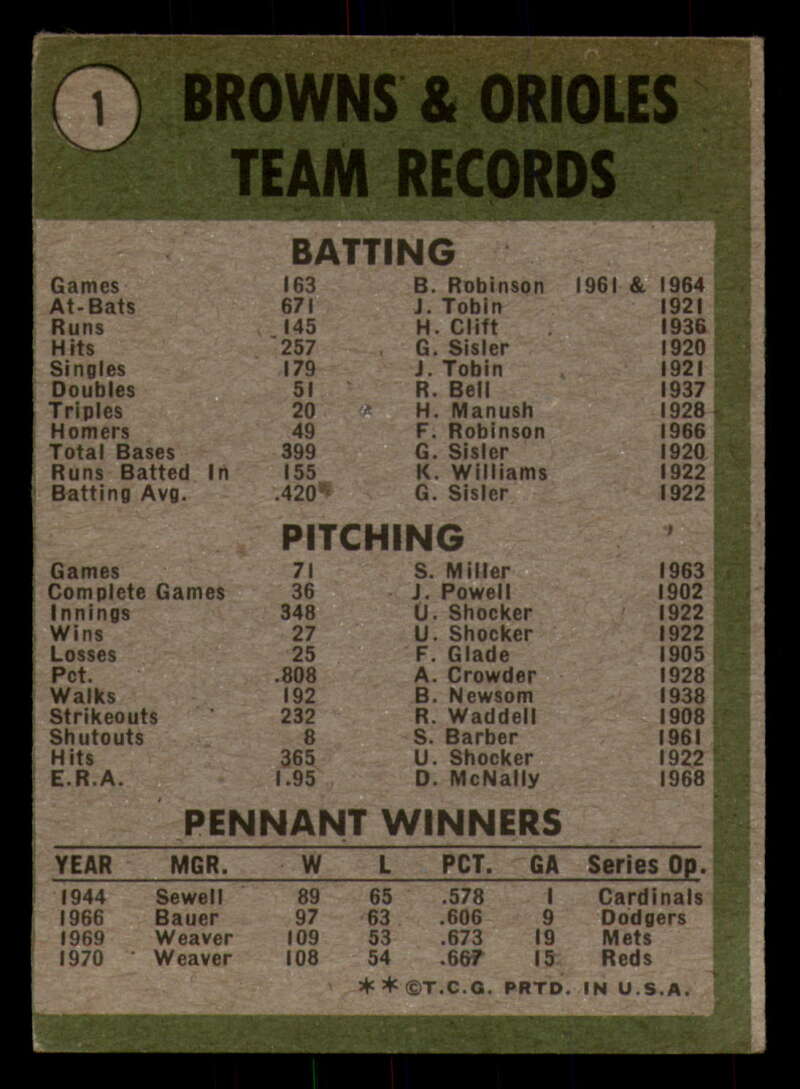 1
BROWNS & ORIOLES
TEAM RECORDS
BATTING
Games 163 B. Robinson 1961 & 1964
At-Bats 671 J. Tobin 1921
Runs 145 H. Clift 1936
Hits 257 G. Sisler 1920
Singles 179 J. Tobin 1921
Doubles 51 R. Bell 1937
Triples 20 H. Manush 1928
Homers 49 F. Robinson 1966
Total Bases 399 G. Sisler 1920
Runs Batted In 155 K. Williams 1922
Batting Avg. .420 G. Sisler 1922
PITCHING
Games 71 S. Miller 1963
Complete Games 36 J. Powell 1902
Innings 348 U. Shocker 1922
Wins 27 U. Shocker 1922
Losses 25 F. Glade 1905
Pct. .808 A. Crowder 1928
Walks 192 B. Newsom 1938
Strikeouts 232 R. Waddell 1908
Shutouts 8 S. Barber 1961
Hits 365 U. Shocker 1922
E.R.A. 1.95 D. McNally 1968
PENNANT WINNERS
YEAR MGR. W L PCT. GA Series Op.
1944 Sewell 89 65 .578 1 Cardinals
1966 Bauer 97 63 .606 9 Dodgers
1969 Weaver 109 53 .673 19 Mets
1970 Weaver 108 54 .667 15 Reds
**©T.C.G. PRTD. IN U.S.A.